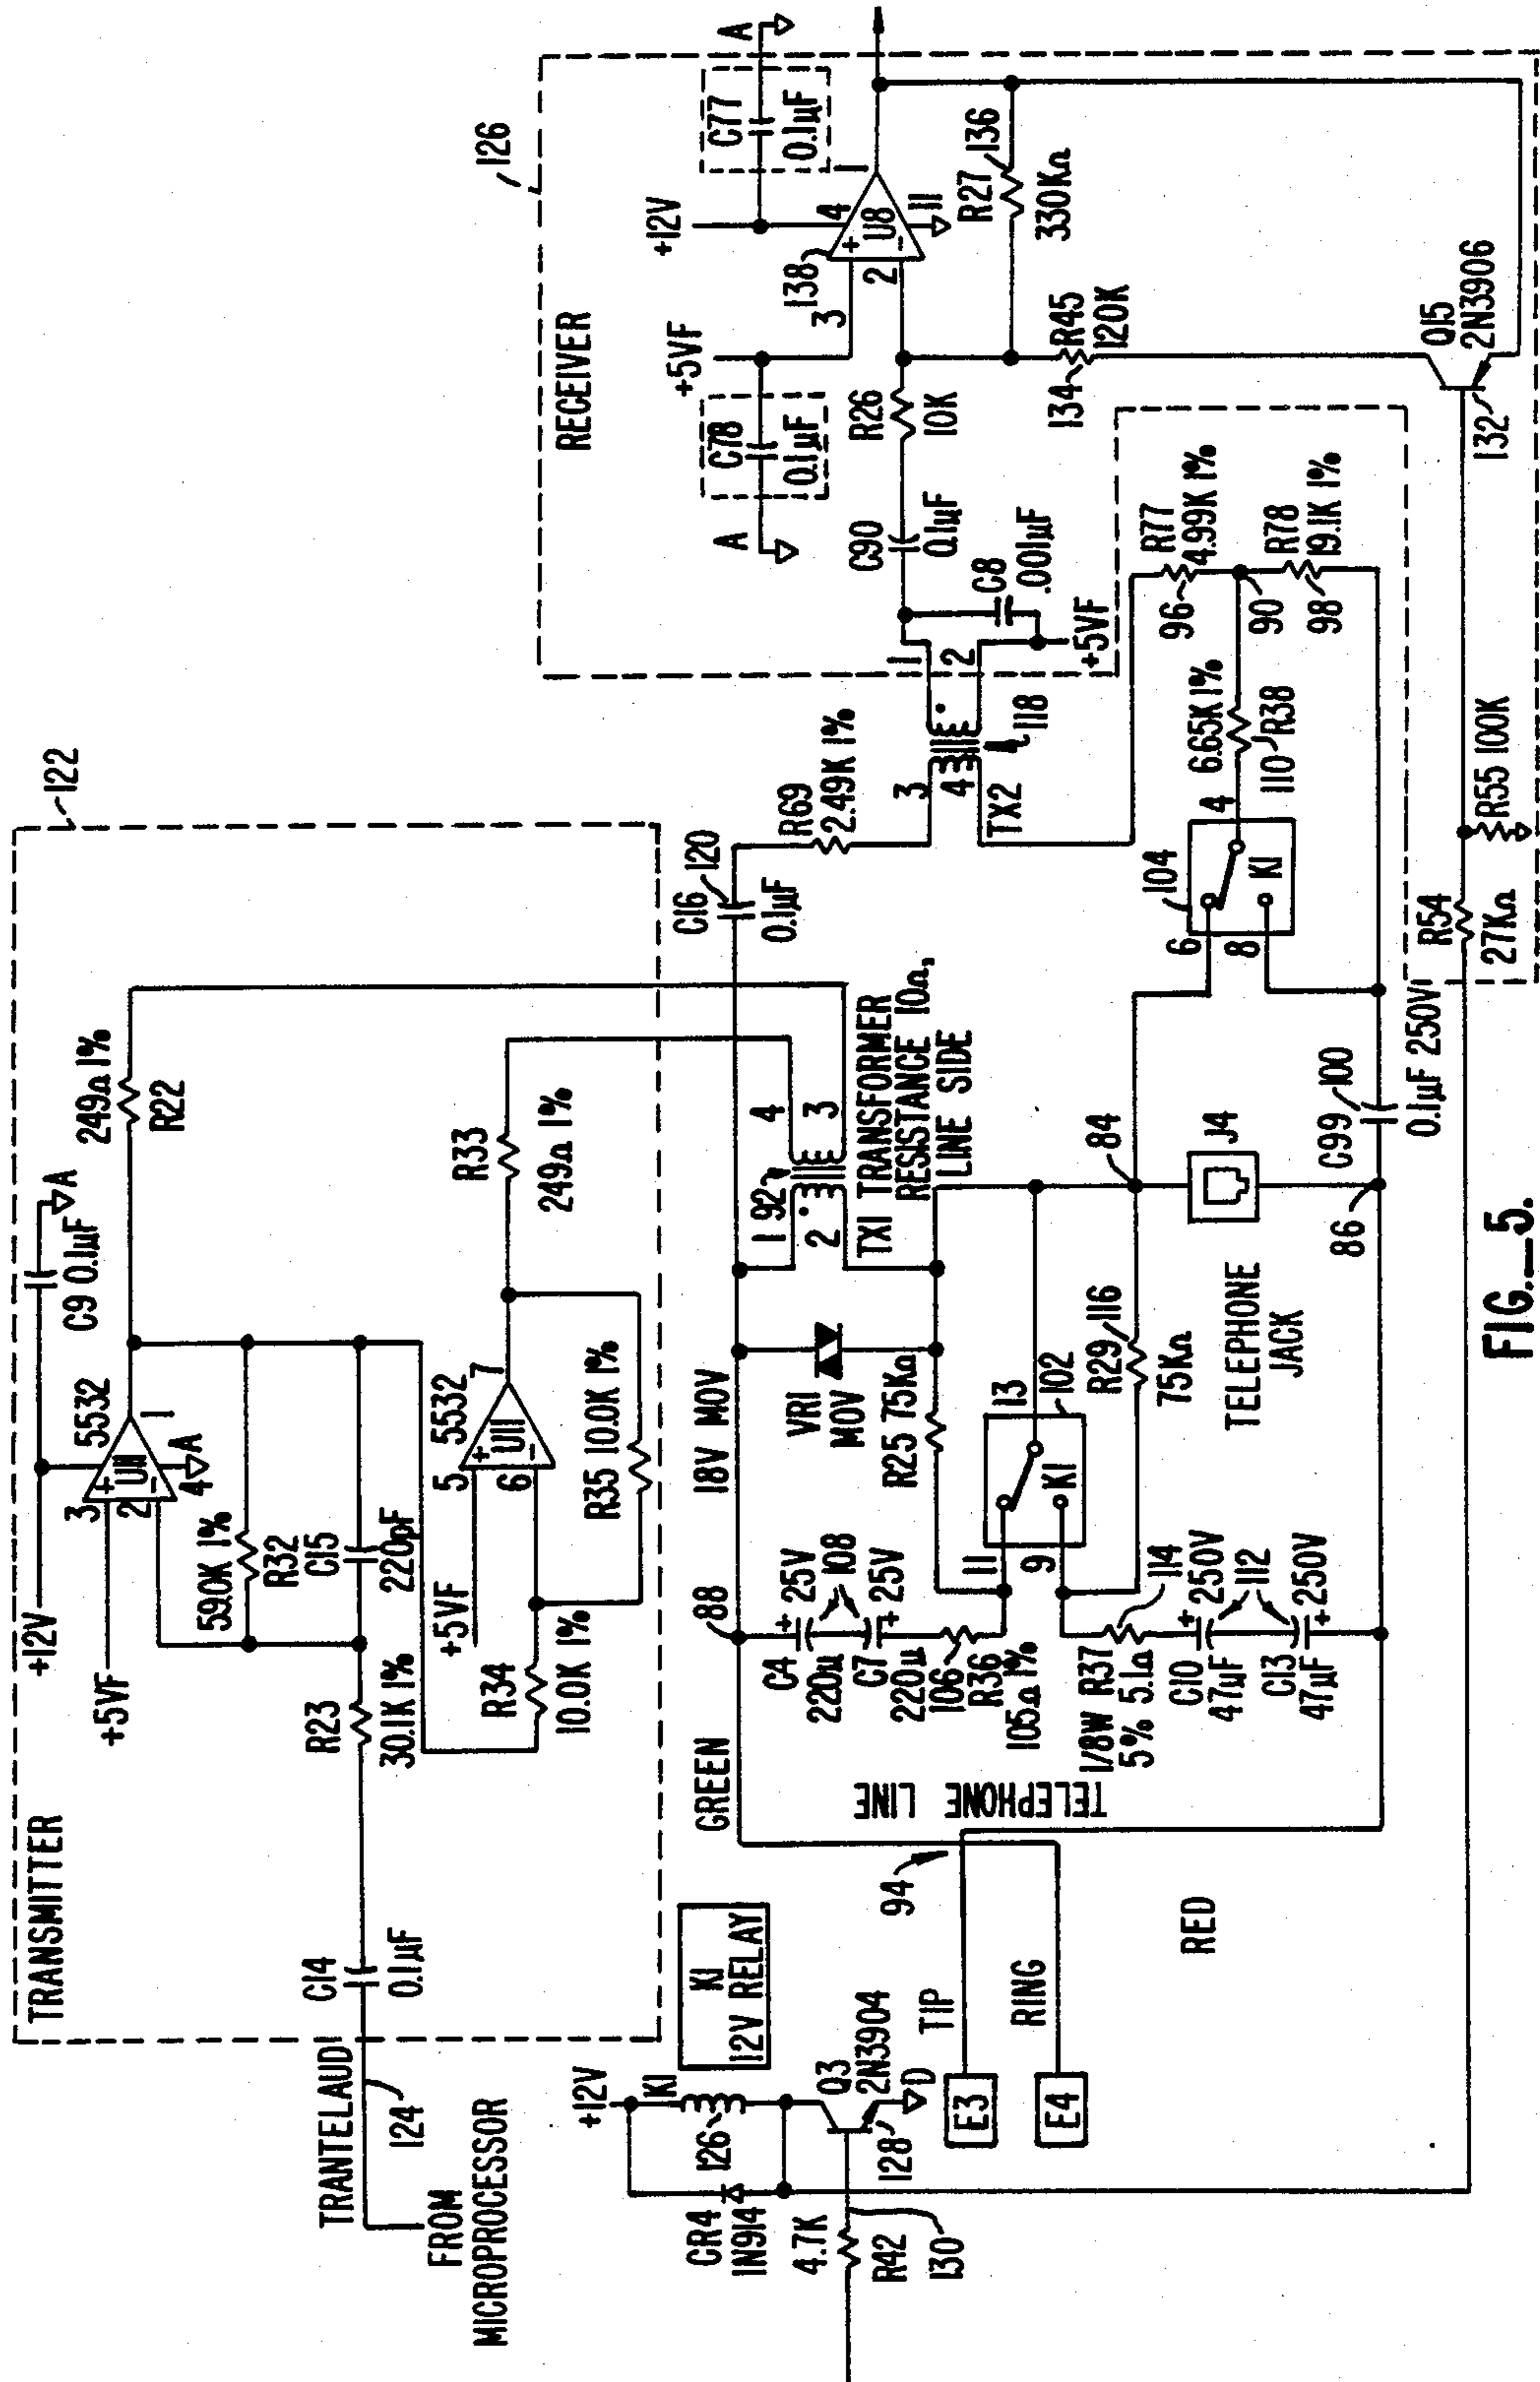 TRANSMITTER
122
+12V
C9 0.1µF
A
+5VF
3
2
4
U11
5532
1
A
249Ω 1%
R22
59.0K 1%
R32
C15
220pF
R23
30.1K 1%
C14
0.1µF
TRANTELAUD
124
FROM
MICROPROCESSOR
+5VF
5
6
U11
5532
7
R33
249Ω 1%
R34
10.0K 1%
R35 10.0K 1%
RECEIVER
126
+5VF
+12V
C78
0.1µF
A
C77
0.1µF
A
138
3
2
4
U8
1
11
R27
136
330KΩ
R26
10K
C90
0.1µF
C8
.001µF
1
2
+5VF
R45
120K
134
Q15
2N3906
132
K1
12V RELAY
+12V
K1
126
CR4
1N914
Q3
2N3904
128
D
4.7K
R42
130
GREEN
88
18V MOV
VR1
MOV
1
92
2
4
3
TX1 TRANSFORMER
RESISTANCE 10Ω,
LINE SIDE
C16
120
0.1µF
R69
2.49K 1%
3
4
TX2
118
C4
220µ
25V
108
C7
220µ
25V
106
R36
105Ω 1%
R25 75KΩ
11
9
13
K1
102
R29
116
75KΩ
1/8W R37
5% 5.1Ω
114
C10
47µF
250V
112
C13
47µF
250V
TELEPHONE LINE
94
TIP
RING
E3
E4
RED
TELEPHONE
JACK
84
J4
86
C99
100
0.1µF 250V
104
6
8
4
K1
6.65K 1%
110
R38
R77
4.99K 1%
96
90
R78
19.1K 1%
98
R54
27KΩ
R55 100K
FIG._5.